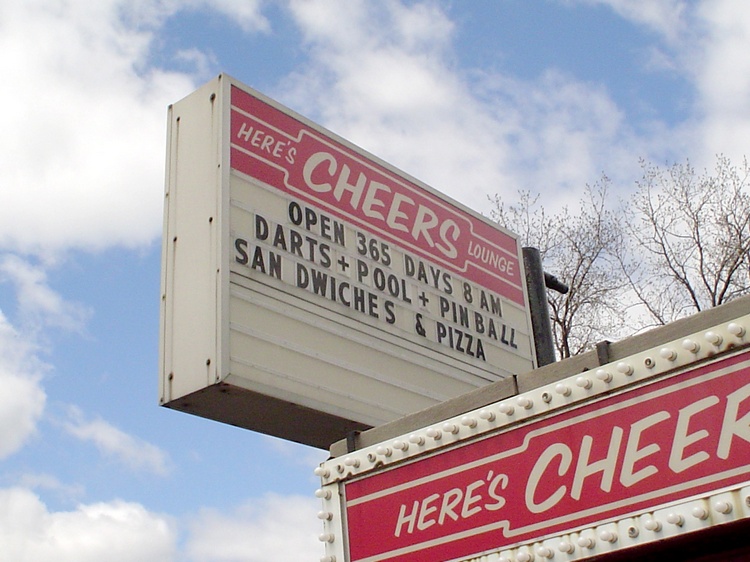 HERE'S CHEERS LOUNGE
OPEN 365 DAYS 8 AM
DARTS + POOL + PINBALL
SAN DWICHES & PIZZA
HERE'S CHEER